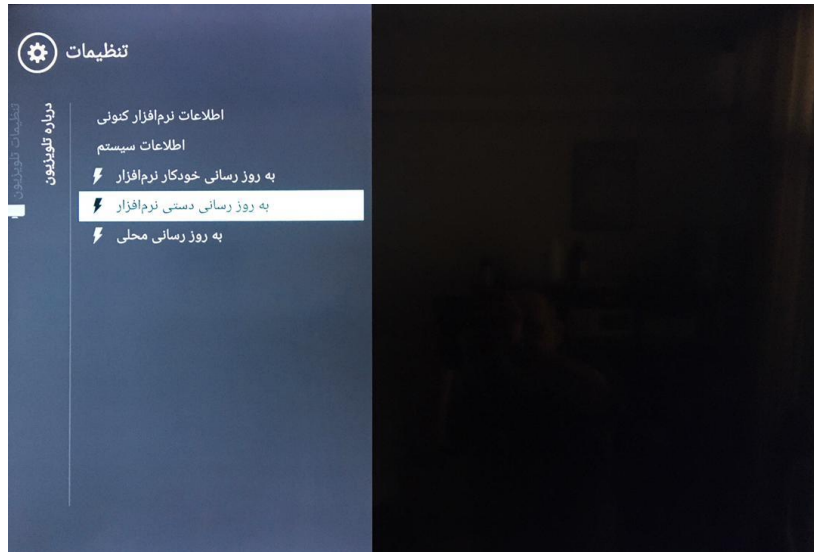 تنظیمات
تنظیمات تلویزیون
درباره تلویزیون
اطلاعات نرم‌افزار کنونی
اطلاعات سیستم
به روز رسانی خودکار نرم‌افزار
به روز رسانی دستی نرم‌افزار
به روز رسانی محلی